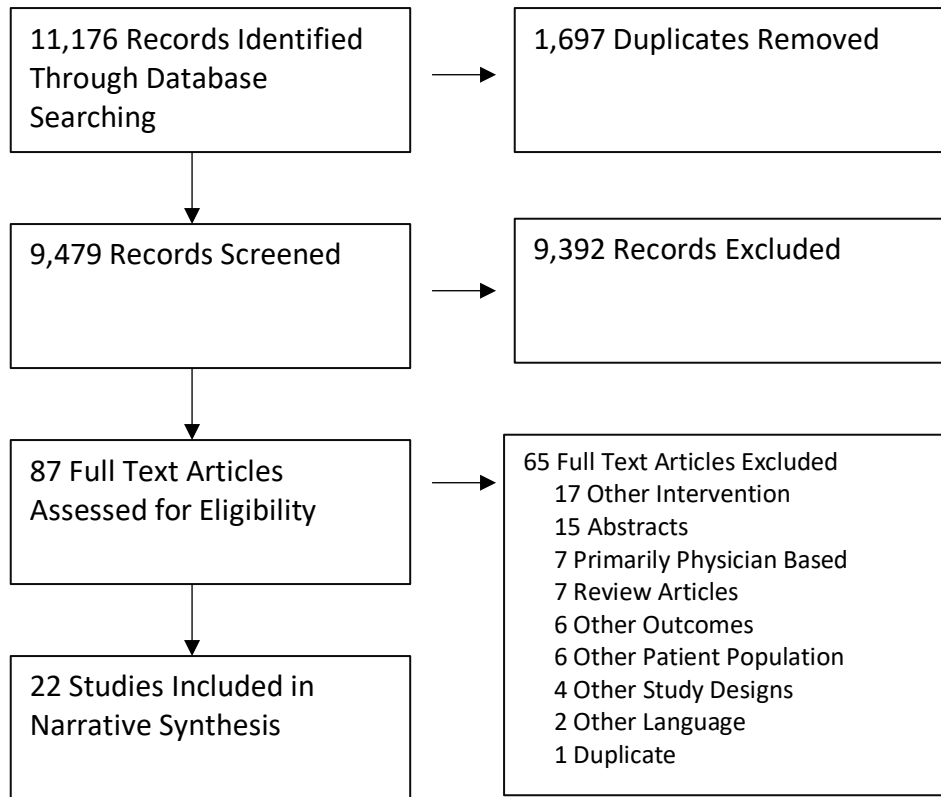 11,176 Records Identified
Through Database
Searching
1,697 Duplicates Removed
9,479 Records Screened
9,392 Records Excluded
87 Full Text Articles
Assessed for Eligibility
65 Full Text Articles Excluded
17 Other Intervention
15 Abstracts
7 Primarily Physician Based
7 Review Articles
6 Other Outcomes
6 Other Patient Population
4 Other Study Designs
2 Other Language
1 Duplicate
22 Studies Included in
Narrative Synthesis